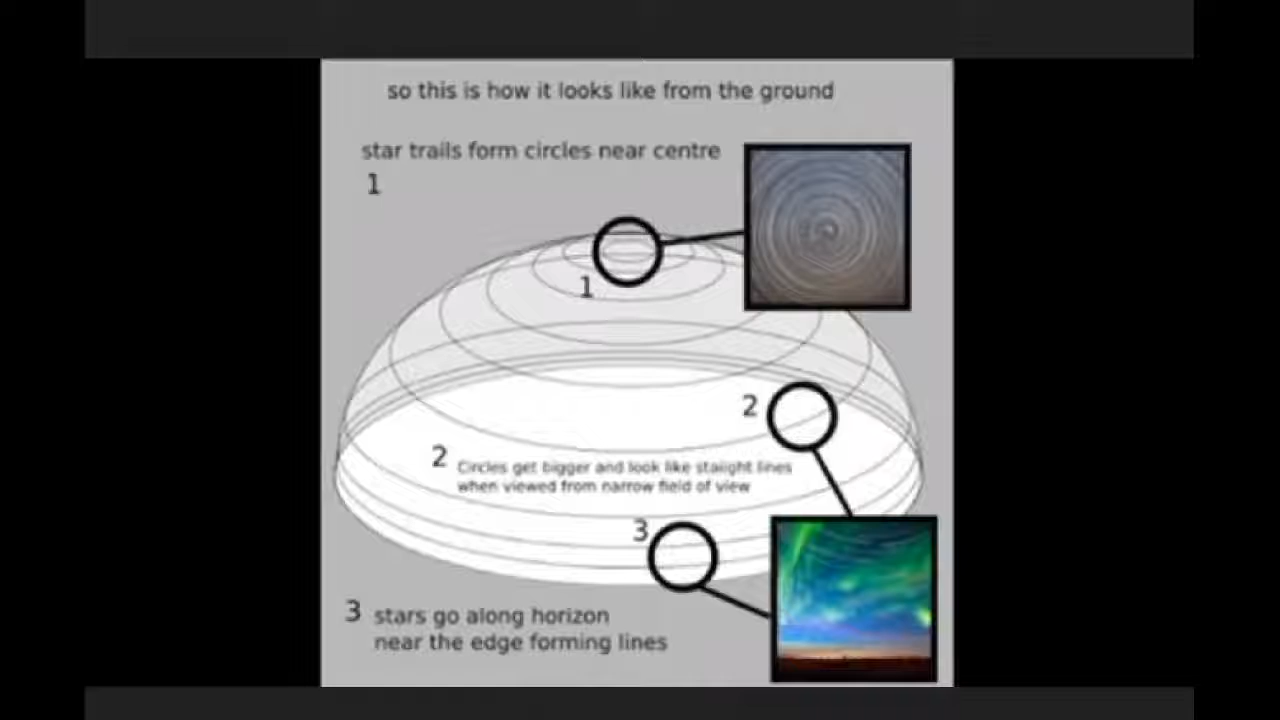 so this is how it looks like from the ground
star trails form circles near centre
1
1
2
2
Circles get bigger and look like staiight lines
when viewed from narrow field of view
3
3
stars go along horizon
near the edge forming lines